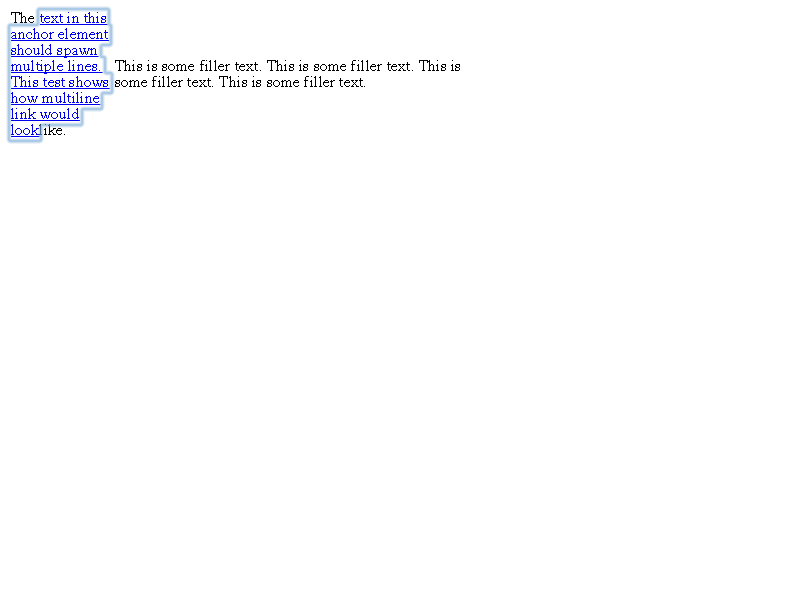 The text in this
anchor element
should spawn
multiple lines.
This test shows
how multiline
link would
look like.
This is some filler text. This is some filler text. This is
some filler text. This is some filler text.